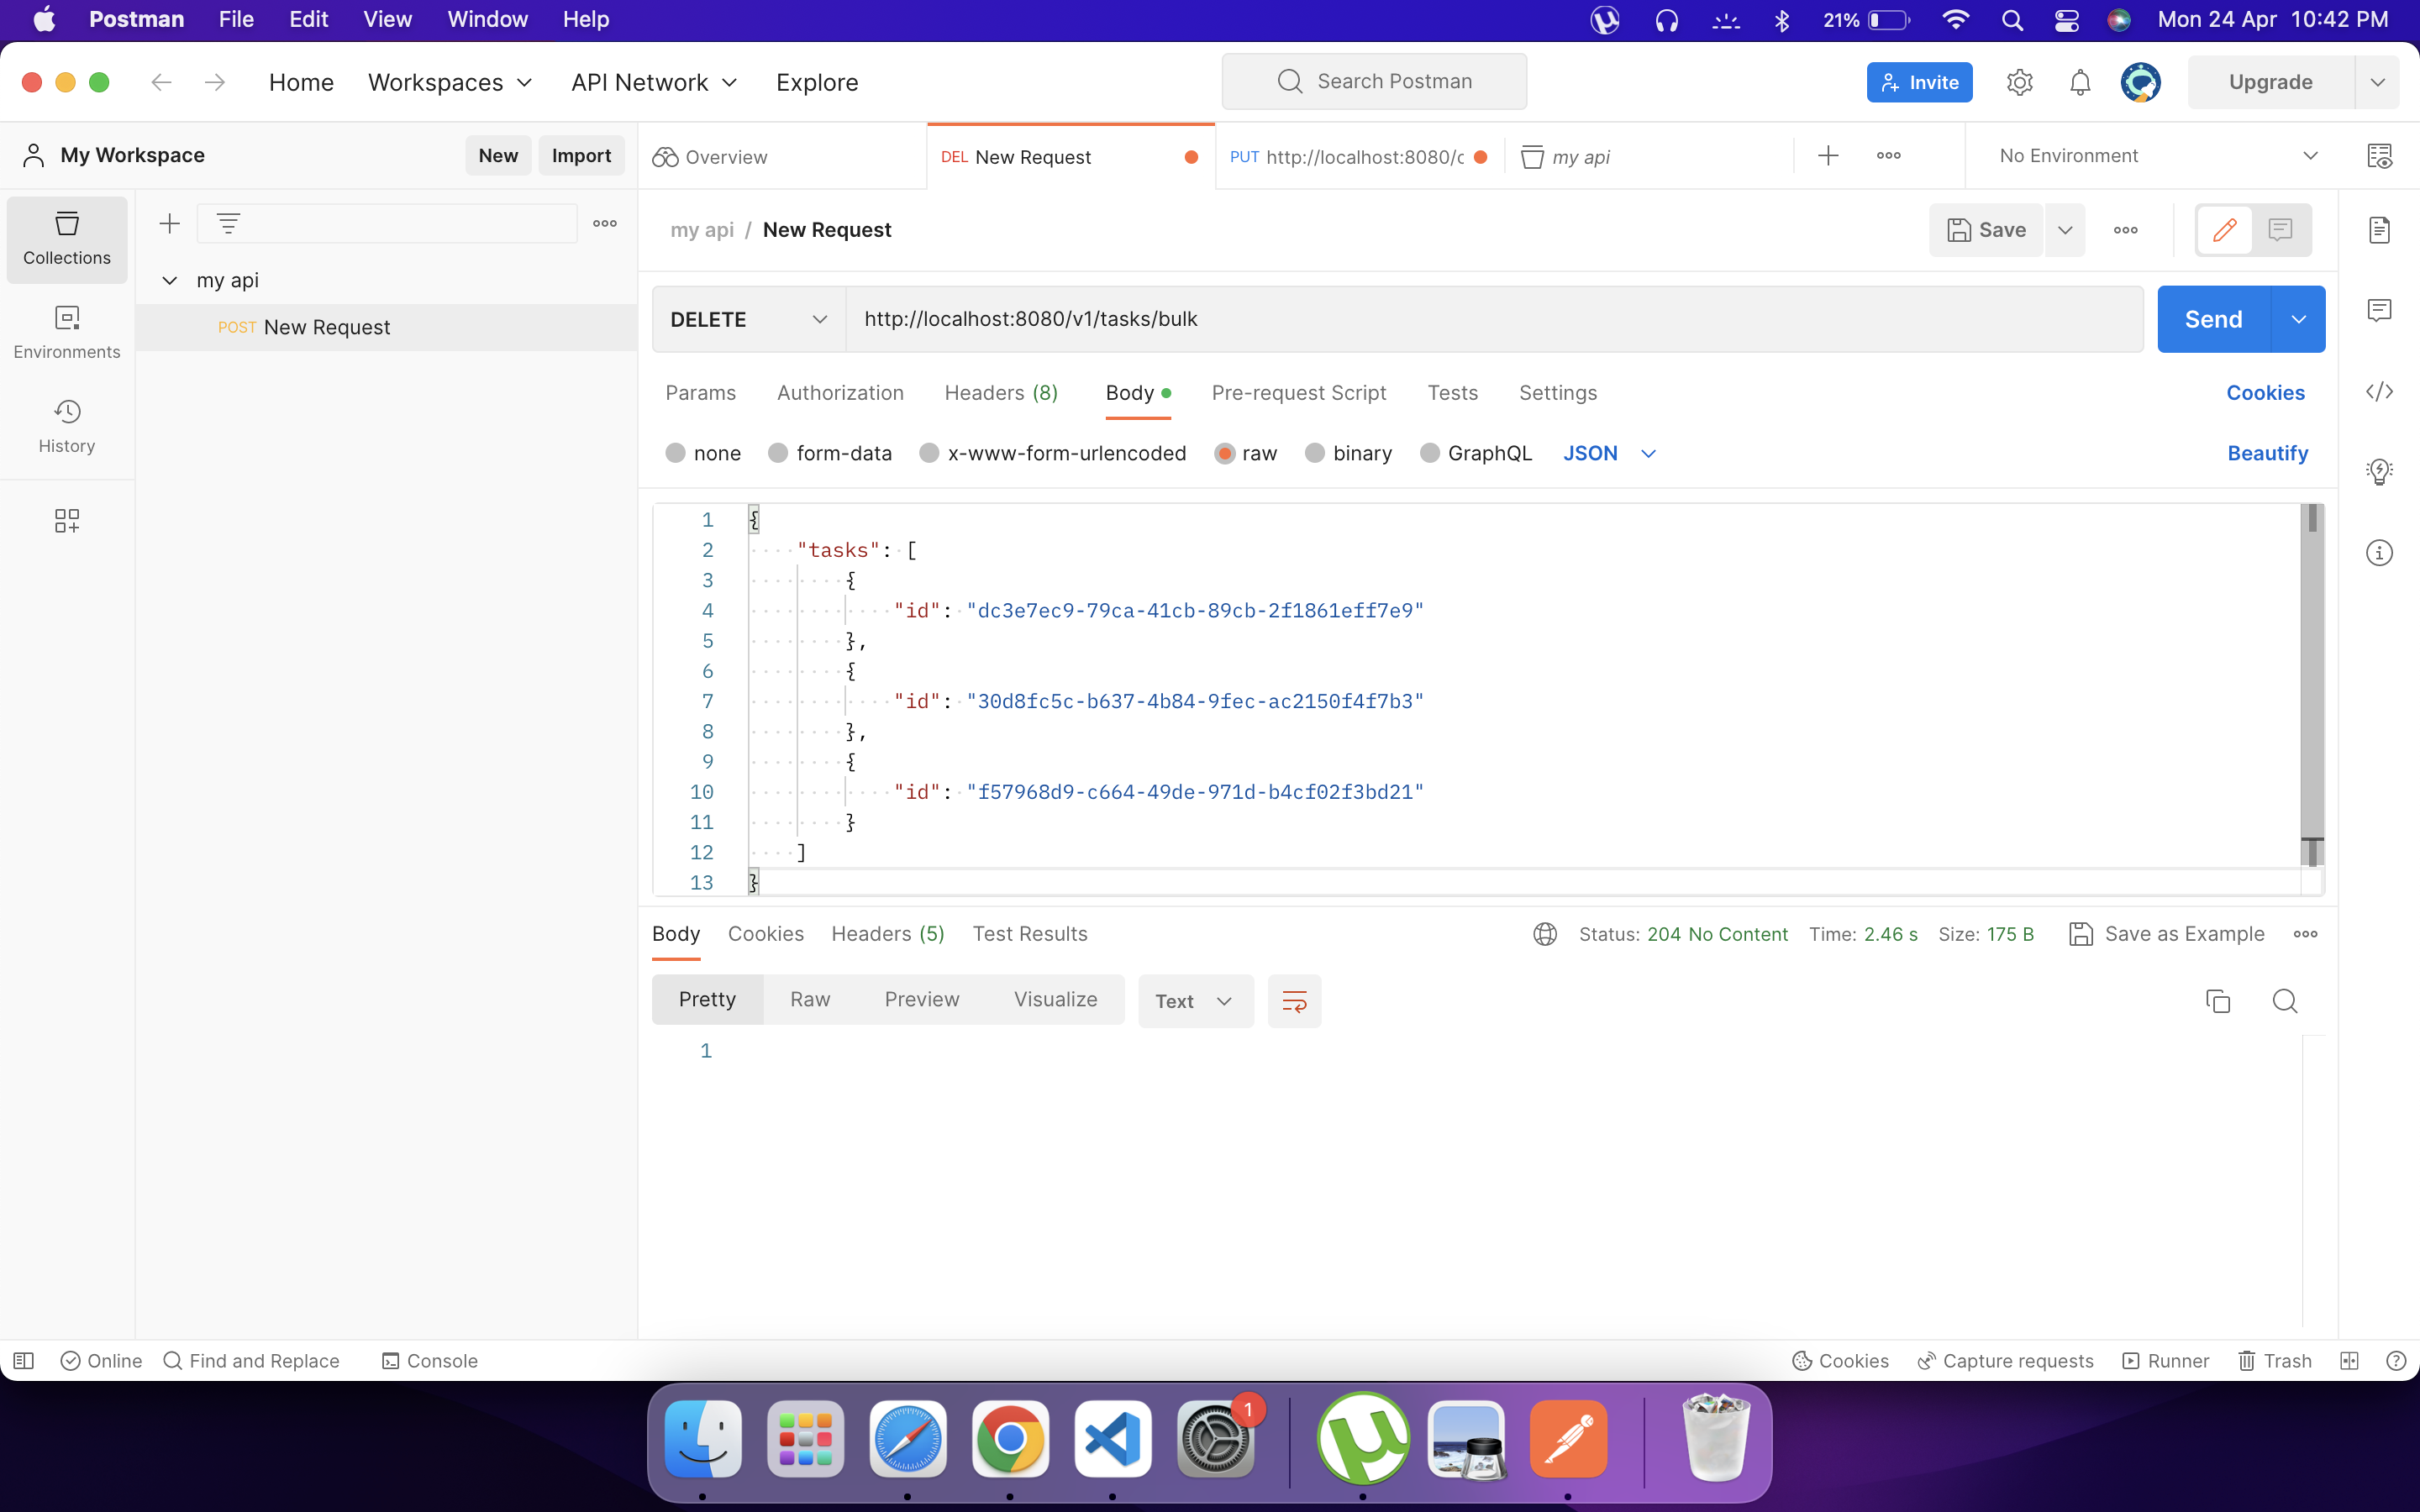 Postman File Edit View Window Help 21% Mon 24 Apr 10:42 PM
Home Workspaces API Network Explore Search Postman Invite Upgrade
My Workspace New Import Overview DEL New Request PUT http://localhost:8080/c my api No Environment
Collections
Environments
History
my api
POST New Request
my api / New Request Save
DELETE http://localhost:8080/v1/tasks/bulk Send
Params Authorization Headers (8) Body Pre-request Script Tests Settings Cookies
none form-data x-www-form-urlencoded raw binary GraphQL JSON Beautify
1 {
2 "tasks": [
3 {
4 "id": "dc3e7ec9-79ca-41cb-89cb-2f1861eff7e9"
5 },
6 {
7 "id": "30d8fc5c-b637-4b84-9fec-ac2150f4f7b3"
8 },
9 {
10 "id": "f57968d9-c664-49de-971d-b4cf02f3bd21"
11 }
12 ]
13 }
Body Cookies Headers (5) Test Results Status: 204 No Content Time: 2.46 s Size: 175 B Save as Example
Pretty Raw Preview Visualize Text
1
Online Find and Replace Console Cookies Capture requests Runner Trash
1